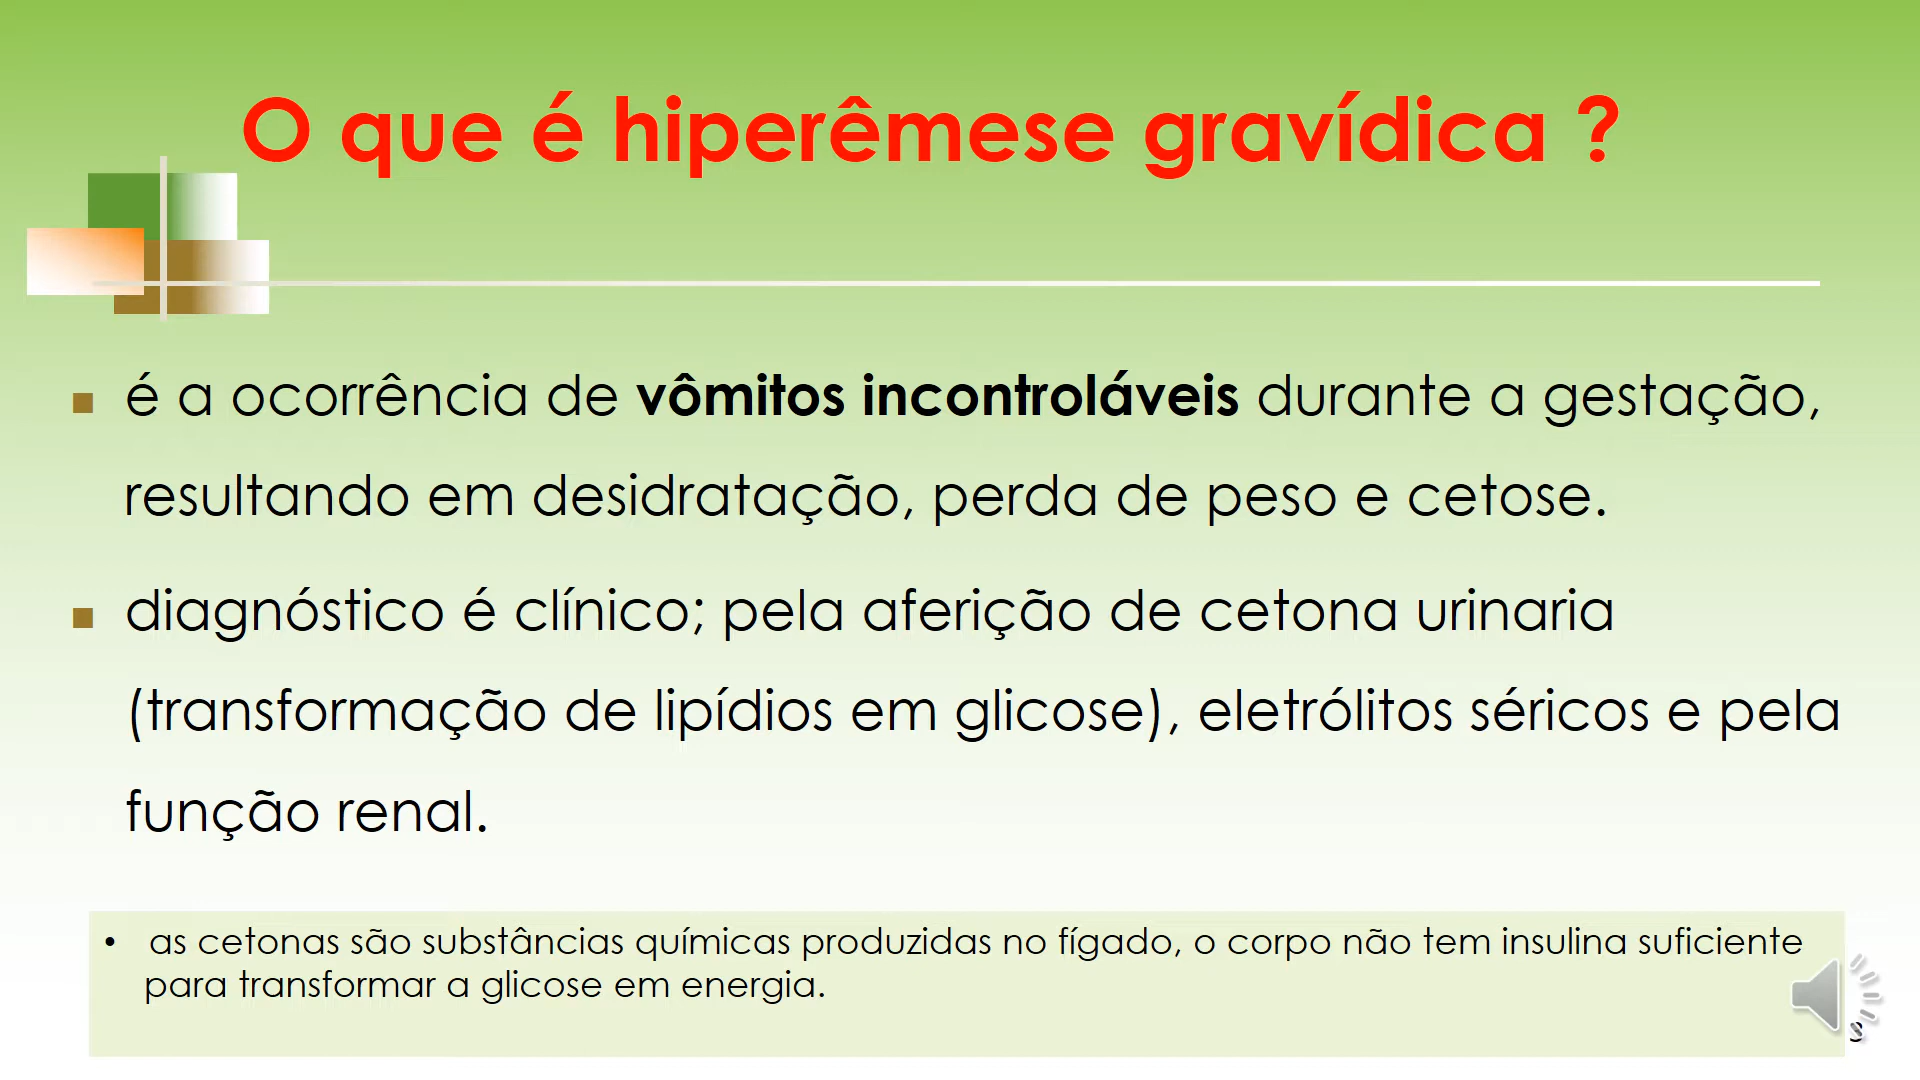 O que é hiperêmese gravídica ?
é a ocorrência de vômitos incontroláveis durante a gestação,
resultando em desidratação, perda de peso e cetose.
diagnóstico é clínico; pela aferição de cetona urinaria
(transformação de lipídios em glicose), eletrólitos séricos e pela
função renal.
• as cetonas são substâncias químicas produzidas no fígado, o corpo não tem insulina suficiente
para transformar a glicose em energia.